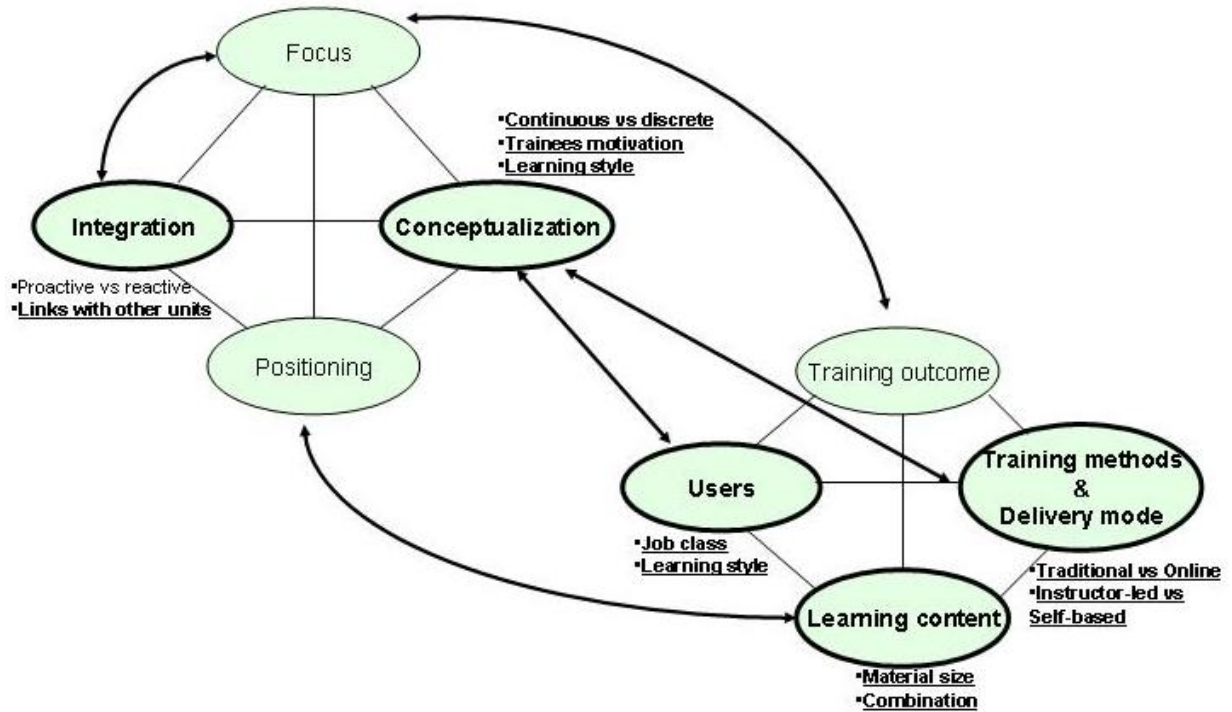 Focus
▪Continuous vs discrete
▪Trainees motivation
▪Learning style
Integration
Conceptualization
▪Proactive vs reactive
▪Links with other units
Positioning
Training outcome
Users
Training methods
&
Delivery mode
▪Job class
▪Learning style
▪Traditional vs Online
▪Instructor-led vs
Self-based
Learning content
▪Material size
▪Combination